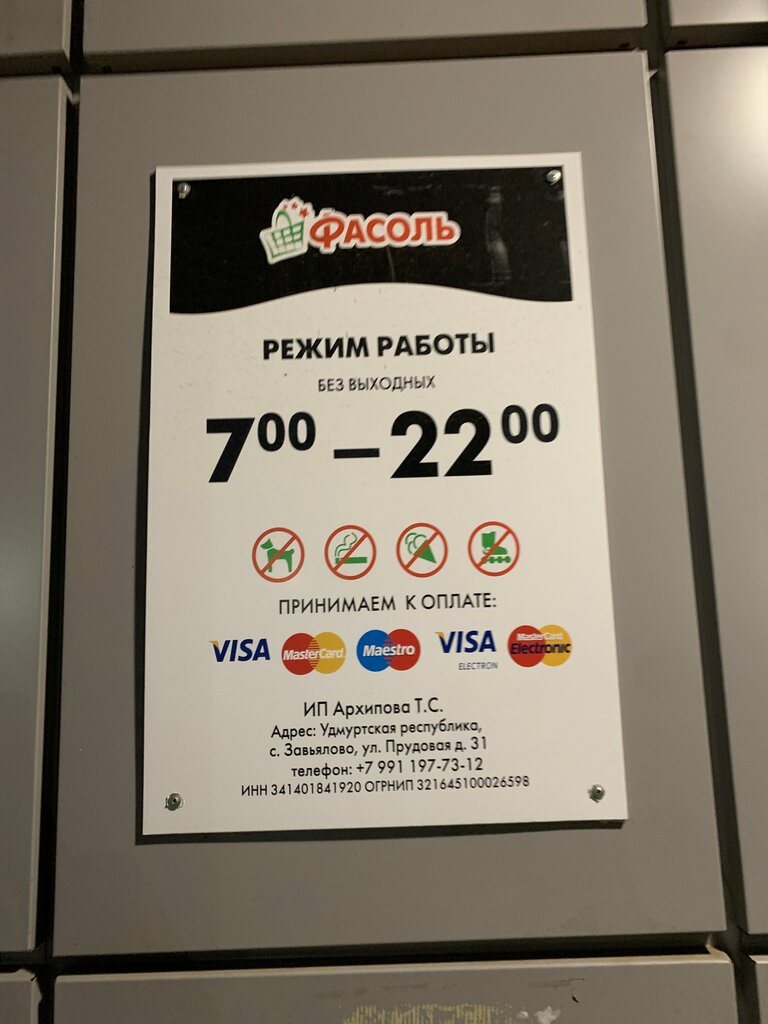 ФАСОЛЬ
РЕЖИМ РАБОТЫ
БЕЗ ВЫХОДНЫХ
7⁰⁰ – 22⁰⁰
ПРИНИМАЕМ К ОПЛАТЕ:
VISA MasterCard Maestro VISA ELECTRON MasterCard Electronic
ИП Архипова Т.С.
Адрес: Удмуртская республика,
с. Завьялово, ул. Прудовая д. 31
телефон: +7 991 197-73-12
ИНН 341401841920 ОГРНИП 321645100026598